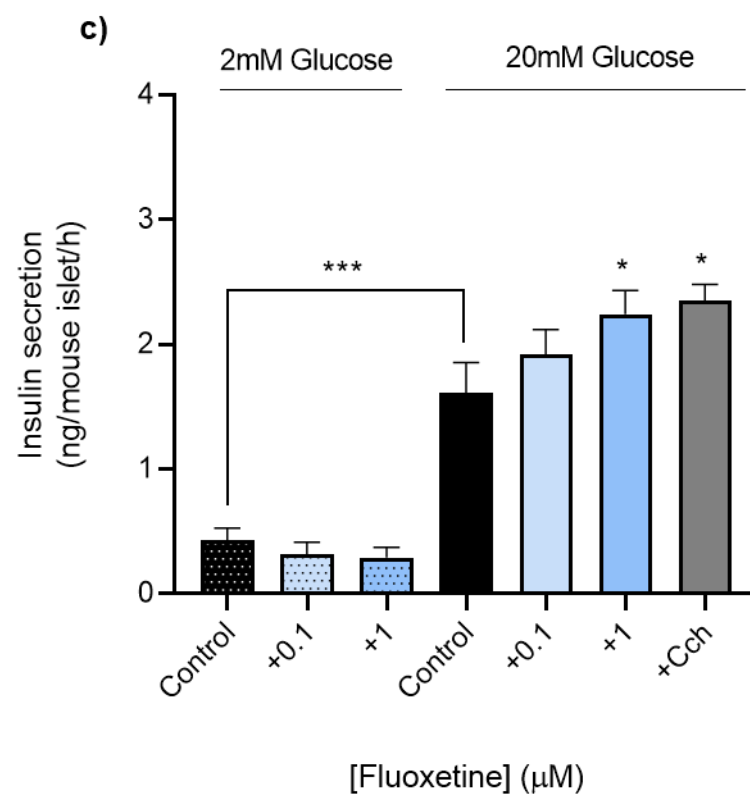 c)
2mM Glucose
20mM Glucose
4
3
2
1
0
Insulin secretion
(ng/mouse islet/h)
***
*
*
Control
+0.1
+1
Control
+0.1
+1
+Cch
[Fluoxetine] (μM)